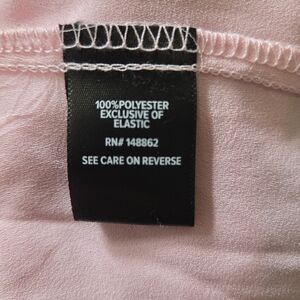 100%POLYESTER
EXCLUSIVE OF
ELASTIC
RN# 148862
SEE CARE ON REVERSE